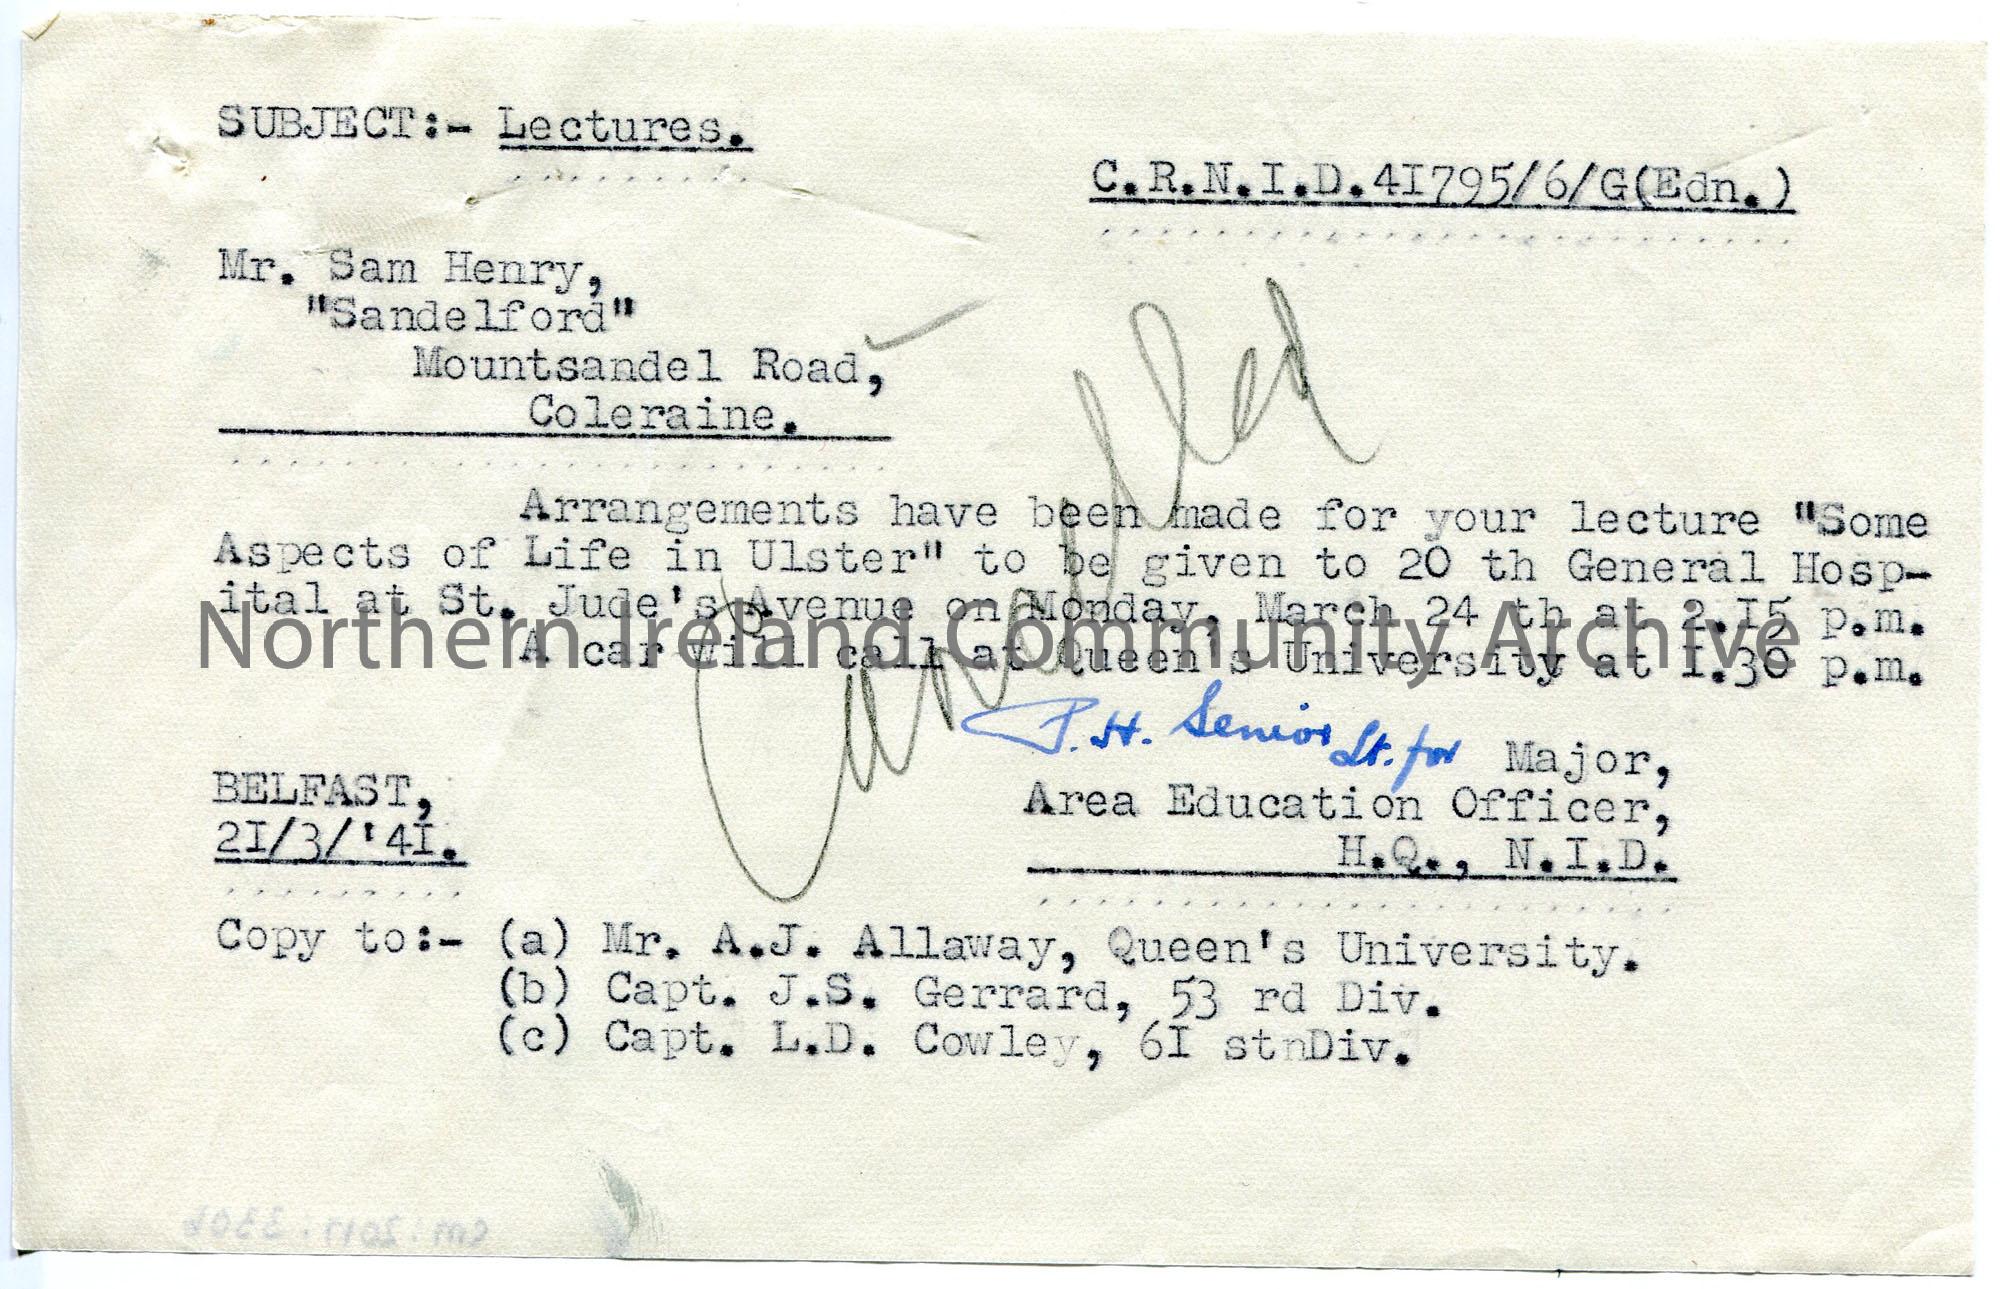 SUBJECT:- Lectures.
C.R.N.I.D.4I795/6/G(Edn.)
Mr. Sam Henry,
"Sandelford"
Mountsandel Road,
Coleraine.
Cancelled
Arrangements have been made for your lecture "Some
Aspects of Life in Ulster" to be given to 20 th General Hosp-
ital at St. Jude's Avenue on Monday, March 24 th at 2.I5 p.m.
Northern Ireland Community Archive
A car will call at Queen's University at I.30 p.m.
P.H. Senior Lt. for Major,
Area Education Officer,
H.Q., N.I.D.
BELFAST,
2I/3/'4I.
Copy to:- (a) Mr. A.J. Allaway, Queen's University.
(b) Capt. J.S. Gerrard, 53 rd Div.
(c) Capt. L.D. Cowley, 6I stnDiv.